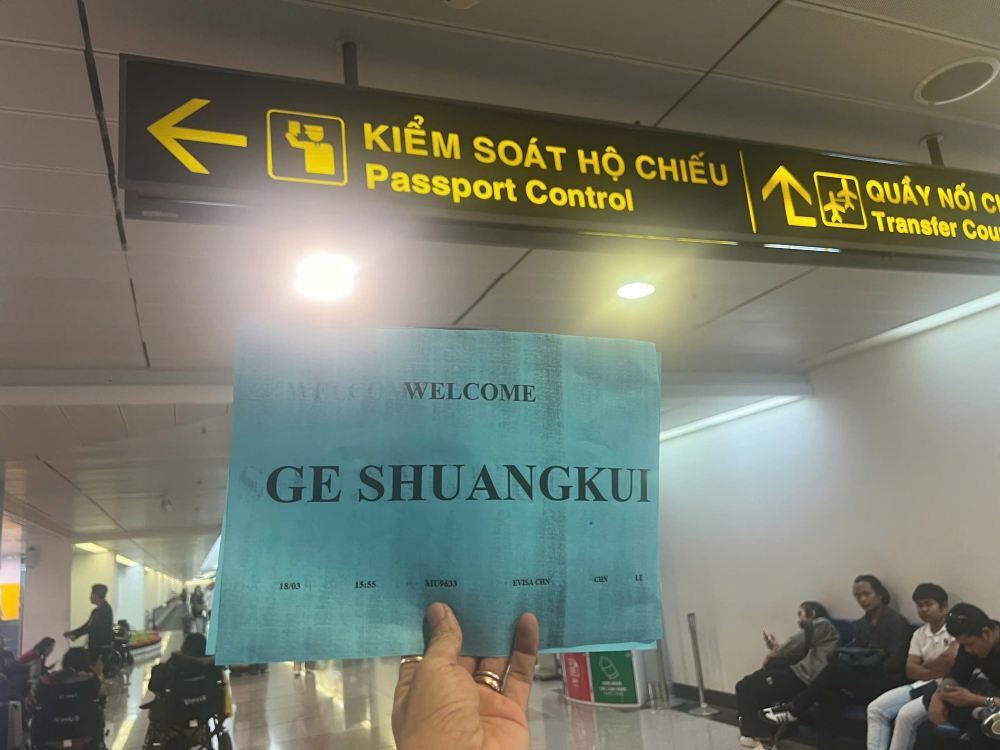 KIỂM SOÁT HỘ CHIẾU
Passport Control
QUẦY NỐI
Transfer
WELCOME
GE SHUANGKUI
18/03 15:55 MU9633 EVISA CHN CHN